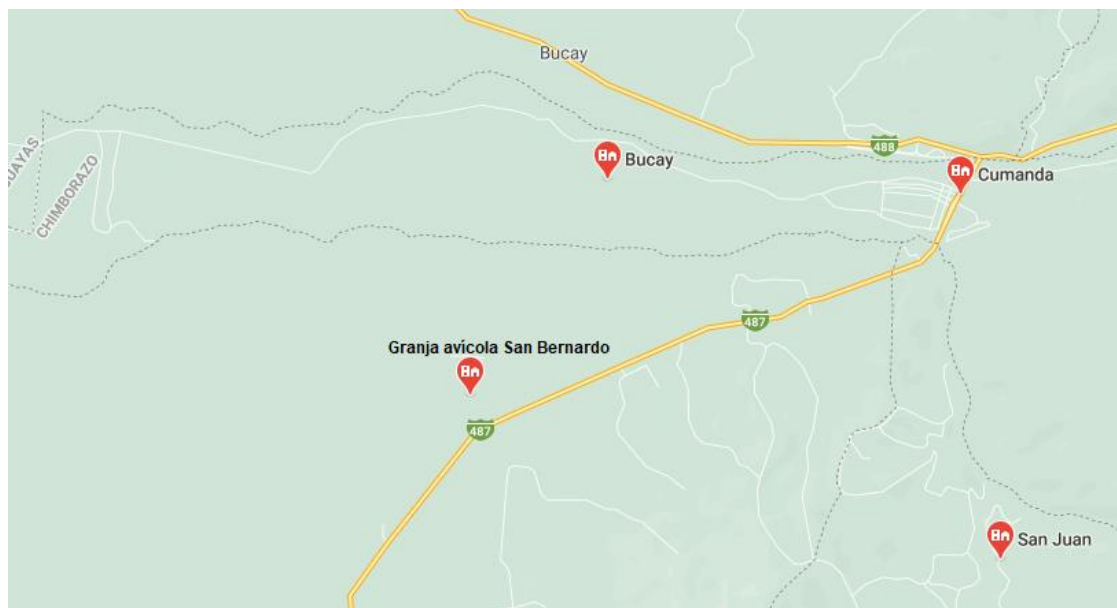 Bucay
488
Bucay
Cumanda
GUAYAS
CHIMBORAZO
487
Granja avícola San Bernardo
487
San Juan